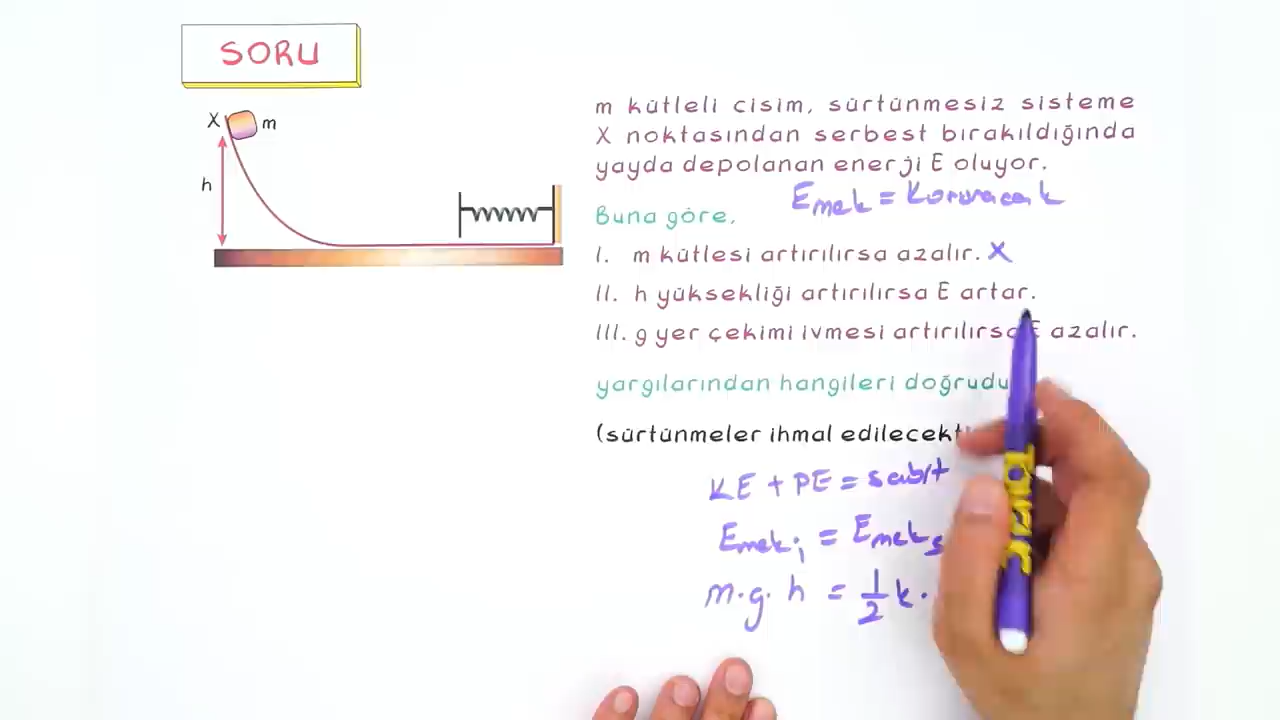 SORU
X
m
h
m kütleli cisim, sürtünmesiz sisteme
X noktasından serbest bırakıldığında
yayda depolanan enerji E oluyor.
Emek = Korunacak
Buna göre,
I. m kütlesi artırılırsa azalır. X
II. h yüksekliği artırılırsa E artar.
III. g yer çekimi ivmesi artırılırsa E azalır.
yargılarından hangileri doğrudu
(sürtünmeler ihmal edilecekt
KE + PE = sabit
Emek i = Emek s
m.g.h = 1/2 k.